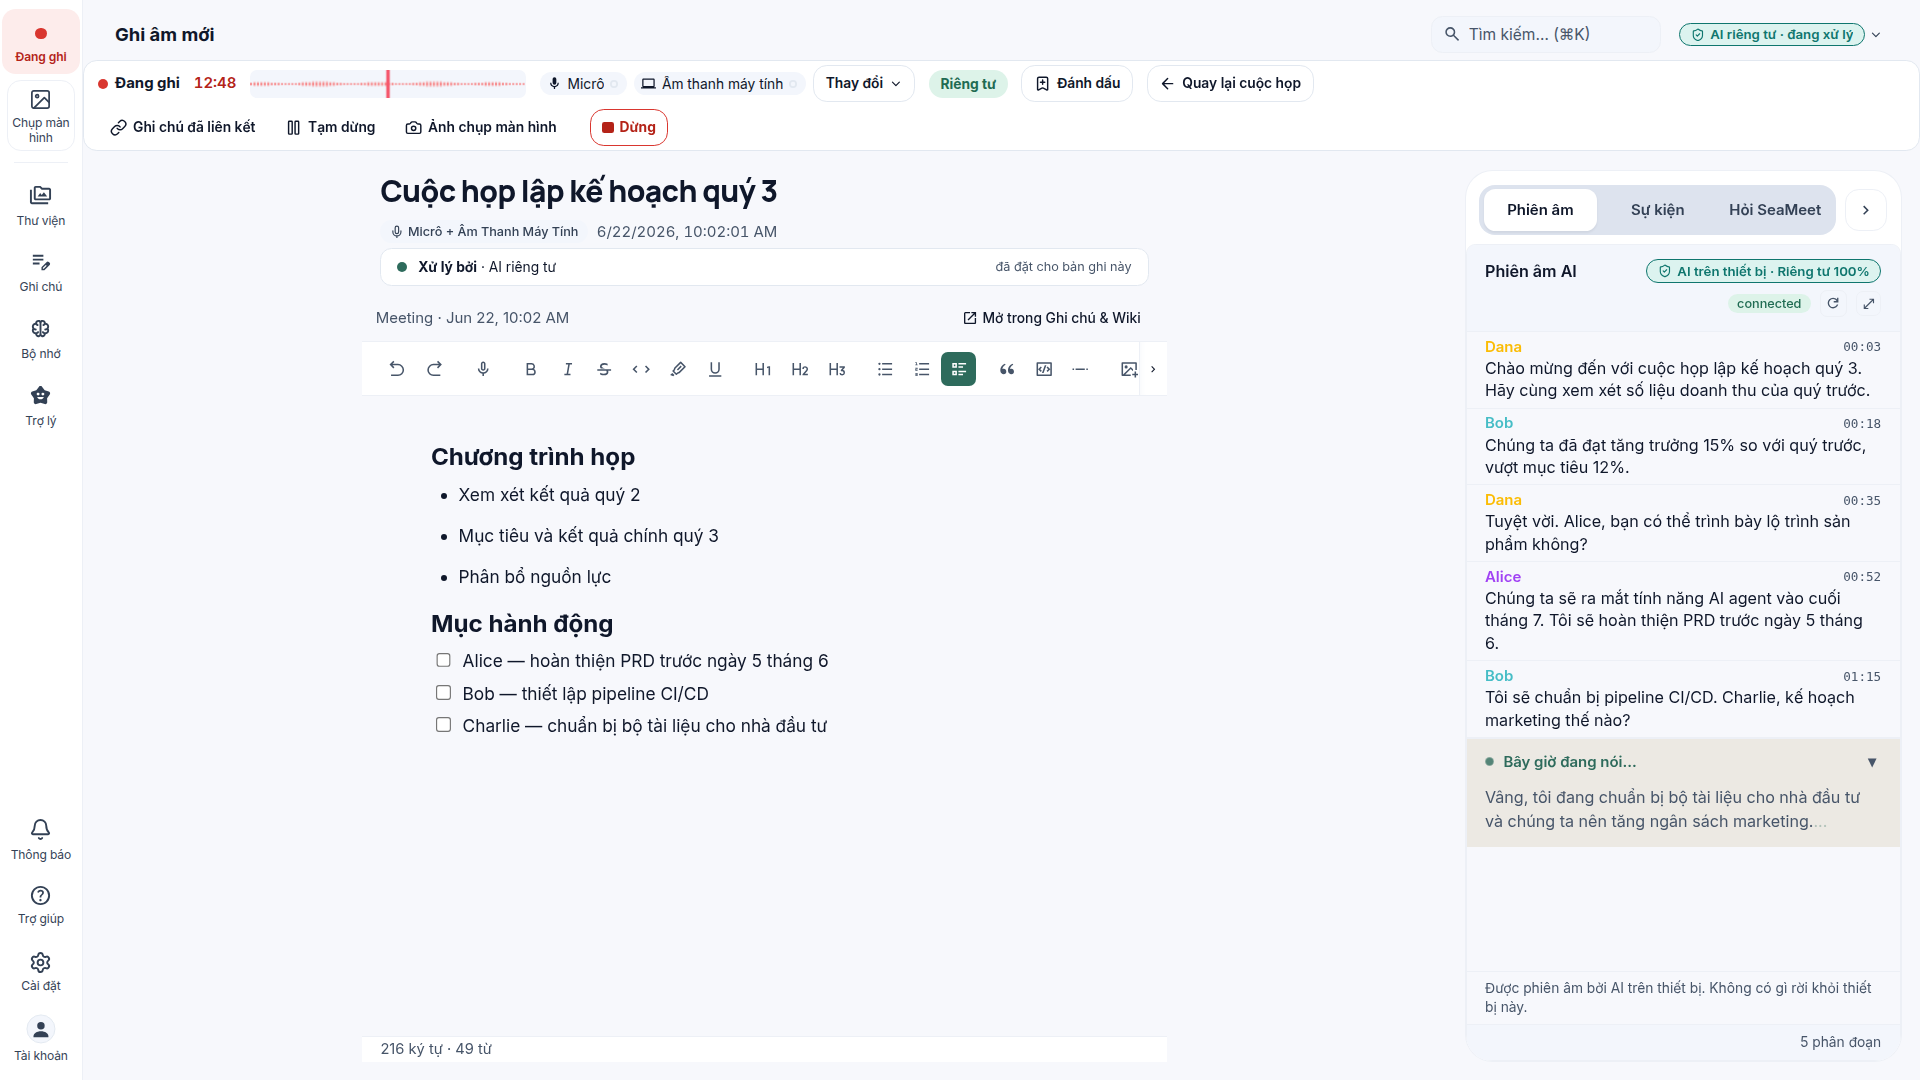 Đang ghi
Chụp màn
hình
Thư viện
Ghi chú
Bộ nhớ
Trợ lý
Thông báo
Trợ giúp
Cài đặt
Tài khoản
Ghi âm mới
Tìm kiếm... (⌘K)
AI riêng tư · đang xử lý
Đang ghi 12:48 Micrô Âm thanh máy tính Thay đổi Riêng tư Đánh dấu Quay lại cuộc họp
Ghi chú đã liên kết Tạm dừng Ảnh chụp màn hình Dừng
Cuộc họp lập kế hoạch quý 3
Micrô + Âm Thanh Máy Tính 6/22/2026, 10:02:01 AM
Xử lý bởi · AI riêng tư đã đặt cho bản ghi này
Meeting · Jun 22, 10:02 AM Mở trong Ghi chú & Wiki
B I S U H1 H2 H3
Chương trình họp
• Xem xét kết quả quý 2
• Mục tiêu và kết quả chính quý 3
• Phân bổ nguồn lực
Mục hành động
Alice — hoàn thiện PRD trước ngày 5 tháng 6
Bob — thiết lập pipeline CI/CD
Charlie — chuẩn bị bộ tài liệu cho nhà đầu tư
216 ký tự · 49 từ
Phiên âm Sự kiện Hỏi SeaMeet
Phiên âm AI AI trên thiết bị · Riêng tư 100%
connected
Dana 00:03
Chào mừng đến với cuộc họp lập kế hoạch quý 3.
Hãy cùng xem xét số liệu doanh thu của quý trước.
Bob 00:18
Chúng ta đã đạt tăng trưởng 15% so với quý trước,
vượt mục tiêu 12%.
Dana 00:35
Tuyệt vời. Alice, bạn có thể trình bày lộ trình sản
phẩm không?
Alice 00:52
Chúng ta sẽ ra mắt tính năng AI agent vào cuối
tháng 7. Tôi sẽ hoàn thiện PRD trước ngày 5 tháng
6.
Bob 01:15
Tôi sẽ chuẩn bị pipeline CI/CD. Charlie, kế hoạch
marketing thế nào?
Bây giờ đang nói...
Vâng, tôi đang chuẩn bị bộ tài liệu cho nhà đầu tư
và chúng ta nên tăng ngân sách marketing....
Được phiên âm bởi AI trên thiết bị. Không có gì rời khỏi thiết
bị này.
5 phân đoạn